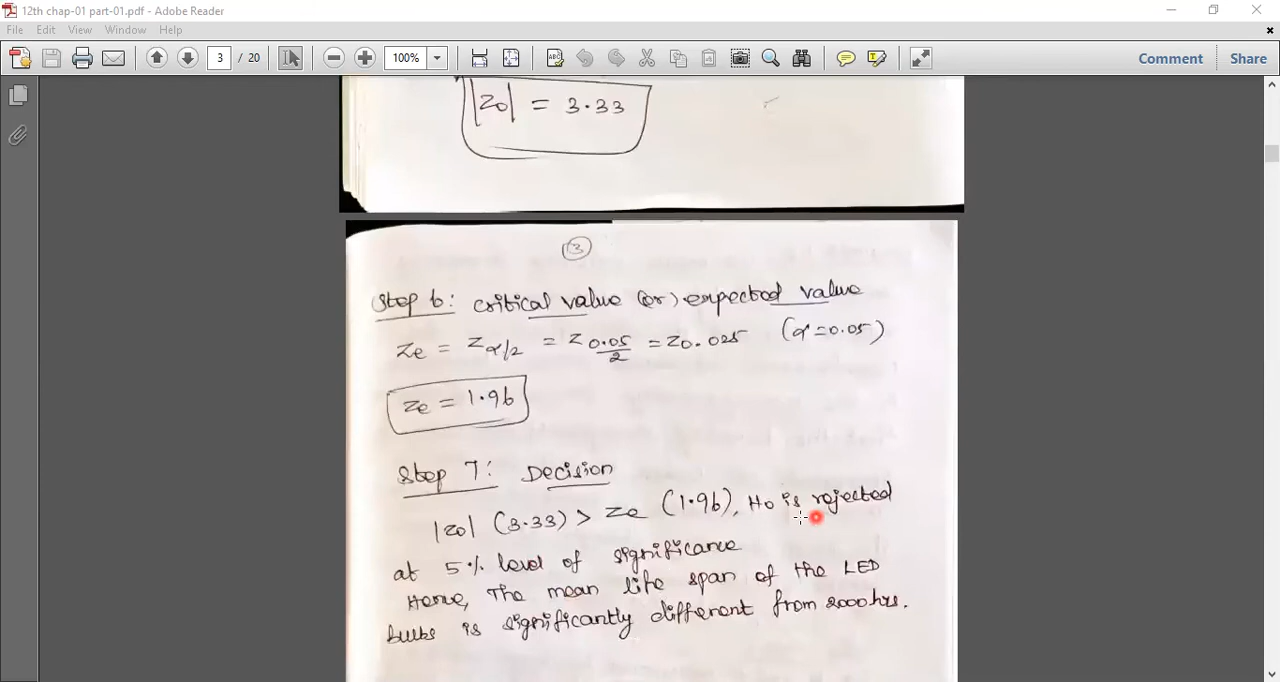 12th chap-01 part-01.pdf - Adobe Reader
File Edit View Window Help
3 / 20 100% Comment Share
|Z0| = 3.33
3
Step 6: critical value (or) expected value
Ze = Zα/2 = Z0.05/2 = Z0.025 (α=0.05)
Ze = 1.96
Step 7: Decision
|Z0| (3.33) > Ze (1.96), H0 is rejected
at 5% level of significance
Hence, The mean life span of the LED
bulbs is significantly different from 2000 hrs.